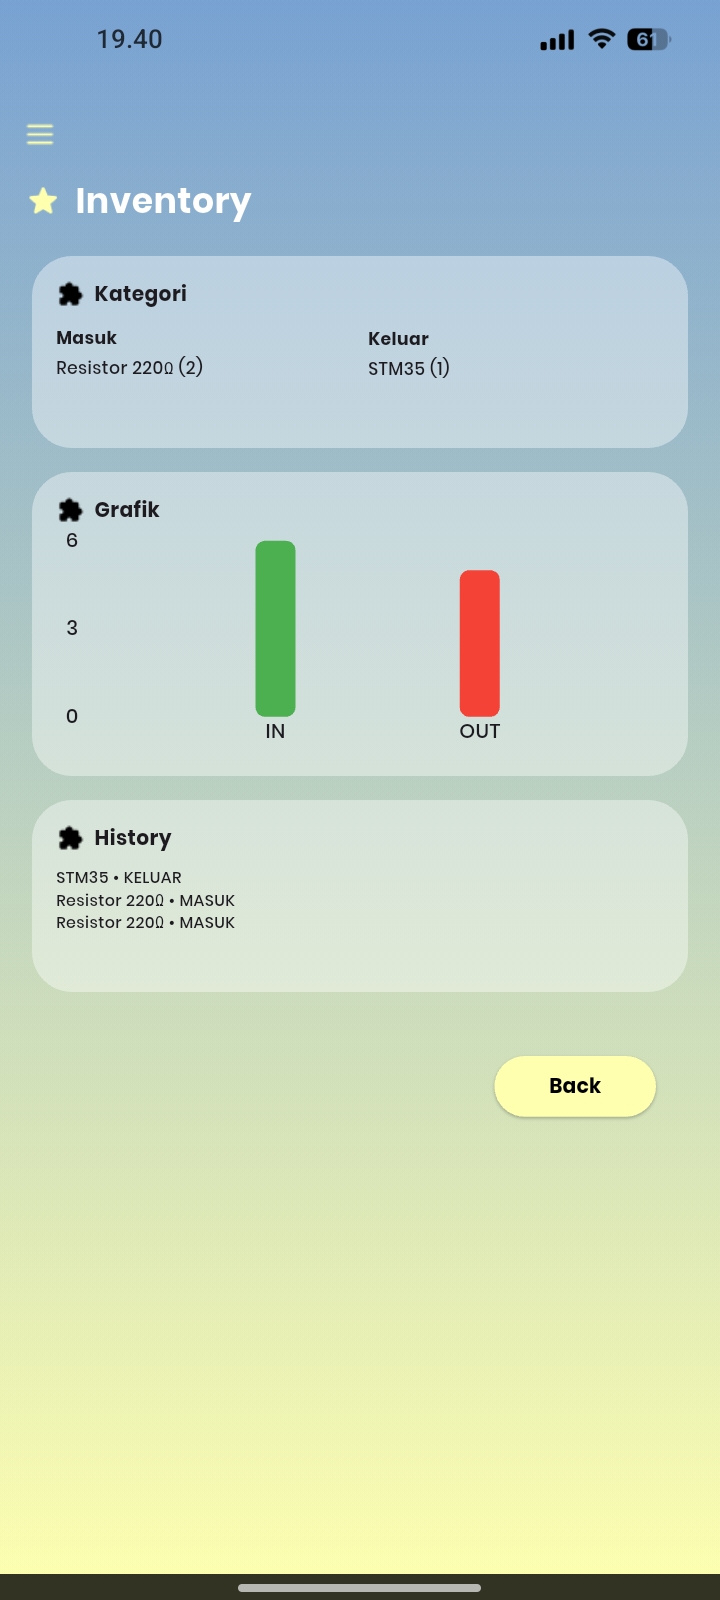 19.40
61
Inventory
Kategori
Masuk
Resistor 220Ω (2)
Keluar
STM35 (1)
Grafik
6
3
0
IN
OUT
History
STM35 • KELUAR
Resistor 220Ω • MASUK
Resistor 220Ω • MASUK
Back